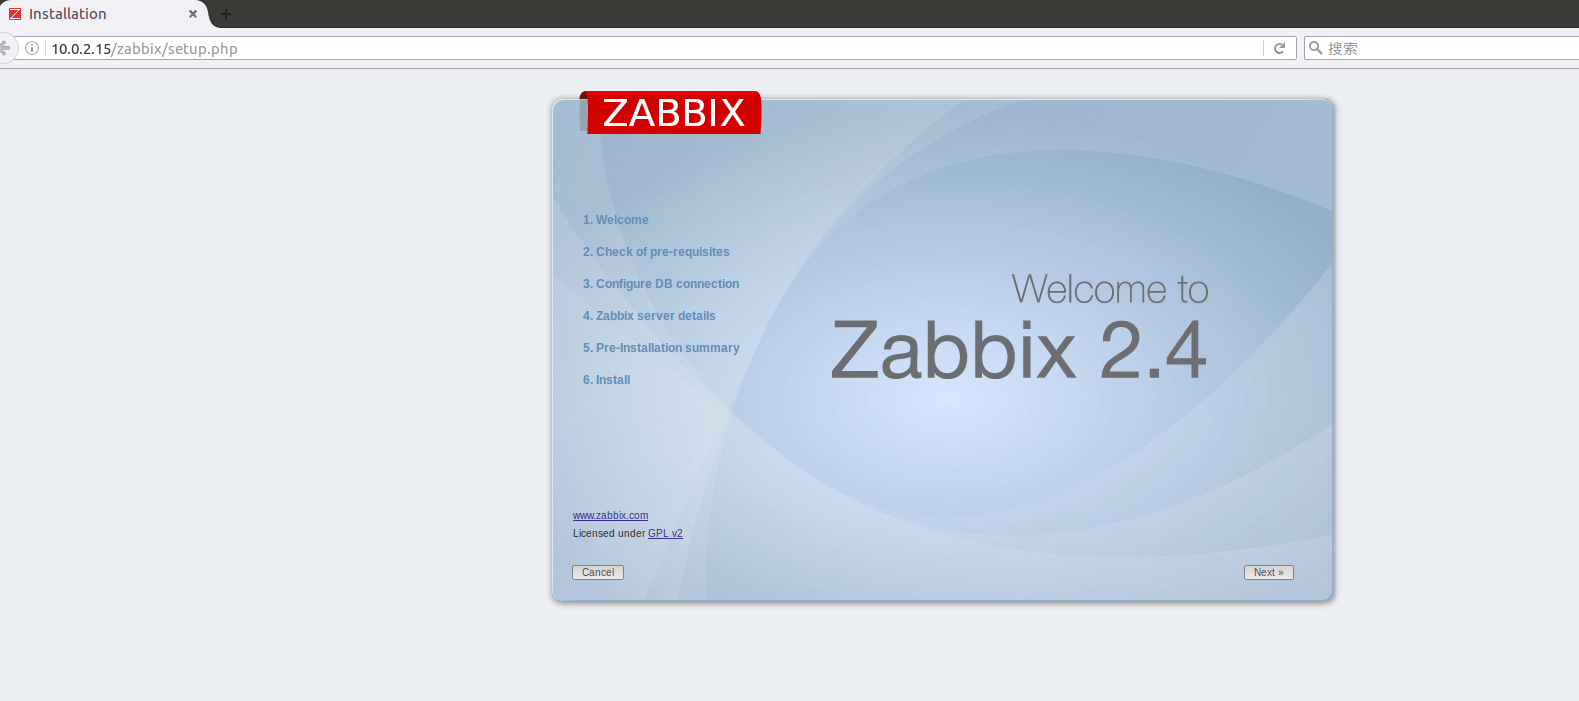 Installation
10.0.2.15/zabbix/setup.php
搜索
ZABBIX
1. Welcome
2. Check of pre-requisites
3. Configure DB connection
4. Zabbix server details
5. Pre-Installation summary
6. Install
Welcome to
Zabbix 2.4
www.zabbix.com
Licensed under GPL v2
Cancel
Next »